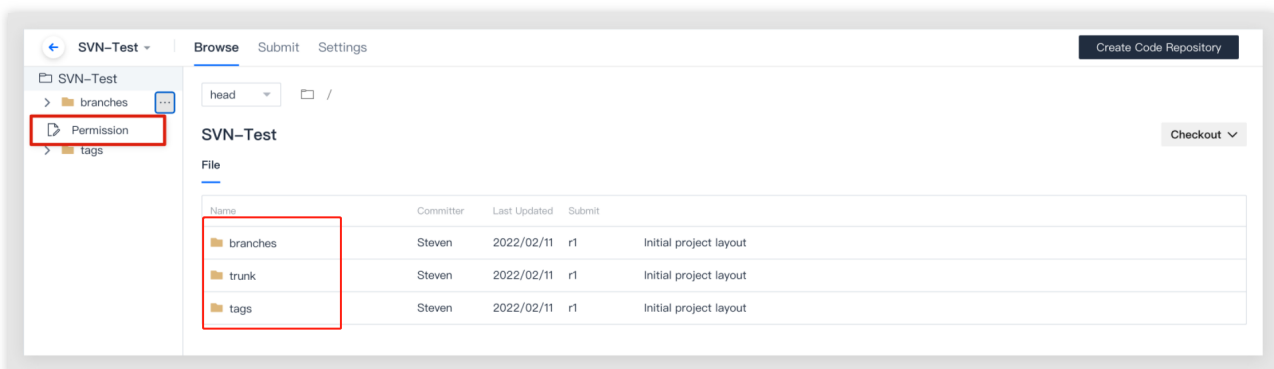 SVN-Test
Browse Submit Settings
Create Code Repository
SVN-Test
branches
Permission
tags
head
/
SVN-Test
Checkout
File
Name Committer Last Updated Submit
branches Steven 2022/02/11 r1 Initial project layout
trunk Steven 2022/02/11 r1 Initial project layout
tags Steven 2022/02/11 r1 Initial project layout